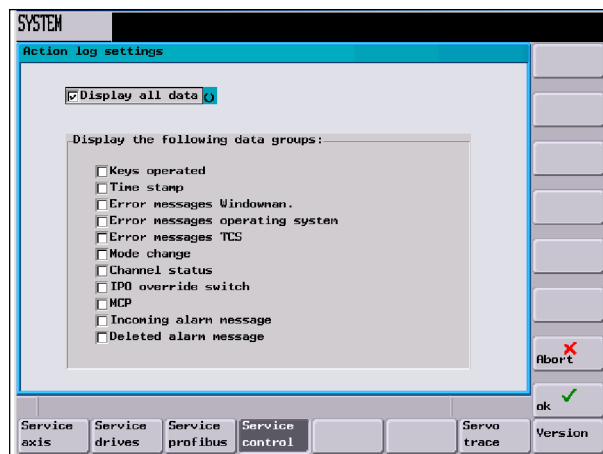 SYSTEM
Action log settings
Display all data
Display the following data groups:
Keys operated
Time stamp
Error messages Windowman.
Error messages operating system
Error messages TCS
Mode change
Channel status
IPO override switch
MCP
Incoming alarm message
Deleted alarm message
Abort
ok
Service axis
Service drives
Service profibus
Service control
Servo trace
Version